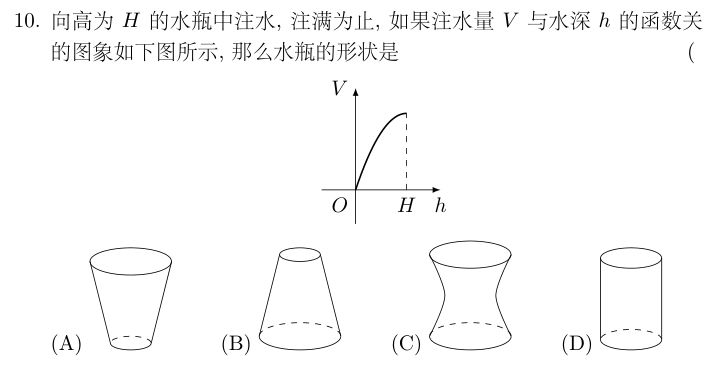 10. 向高为 H 的水瓶中注水, 注满为止, 如果注水量 V 与水深 h 的函数关
的图象如下图所示, 那么水瓶的形状是 (
V
O H h
(A) (B) (C) (D)